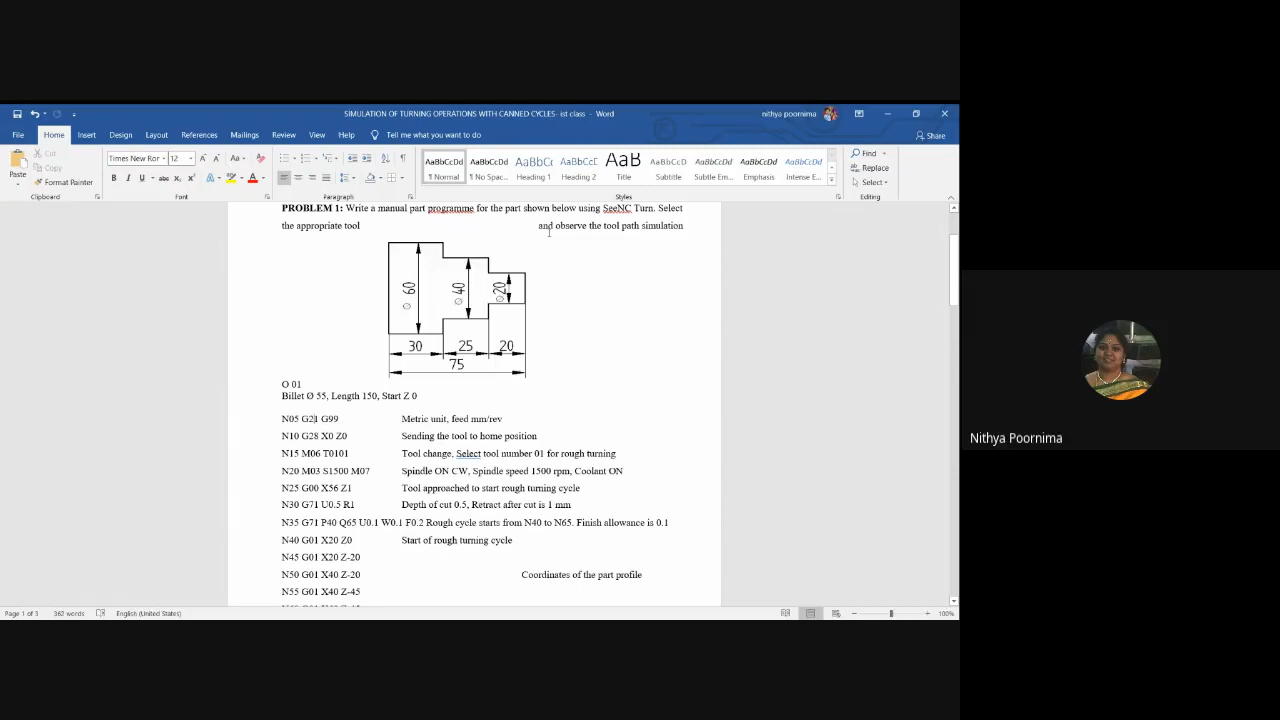 SIMULATION OF TURNING OPERATIONS WITH CANNED CYCLES- ist class - Word
nithya poornima
File Home Insert Design Page Layout References Mailings Review View Help Tell me what you want to do
Share
Paste
Cut
Copy
Format Painter
Clipboard
Times New Ror 12
Font
Paragraph
AaBbCcDd AaBbCcDd AaBbCc AaBbCcE AaB AaBbCcD AaBbCcDd AaBbCcDd AaBbCcDd
¶ Normal ¶ No Spac... Heading 1 Heading 2 Title Subtitle Subtle Em... Emphasis Intense E...
Styles
Find
Replace
Select
Editing
PROBLEM 1: Write a manual part programme for the part shown below using SeeNC Turn. Select
the appropriate tool and observe the tool path simulation
∅ 60 ∅ 40 ∅20
30 25 20
75
O 01
Billet Ø 55, Length 150, Start Z 0
N05 G21 G99 Metric unit, feed mm/rev
N10 G28 X0 Z0 Sending the tool to home position
N15 M06 T0101 Tool change, Select tool number 01 for rough turning
N20 M03 S1500 M07 Spindle ON CW, Spindle speed 1500 rpm, Coolant ON
N25 G00 X56 Z1 Tool approached to start rough turning cycle
N30 G71 U0.5 R1 Depth of cut 0.5, Retract after cut is 1 mm
N35 G71 P40 Q65 U0.1 W0.1 F0.2 Rough cycle starts from N40 to N65. Finish allowance is 0.1
N40 G01 X20 Z0 Start of rough turning cycle
N45 G01 X20 Z-20
N50 G01 X40 Z-20 Coordinates of the part profile
N55 G01 X40 Z-45
Page 1 of 3 362 words English (United States) 100%
Nithya Poornima